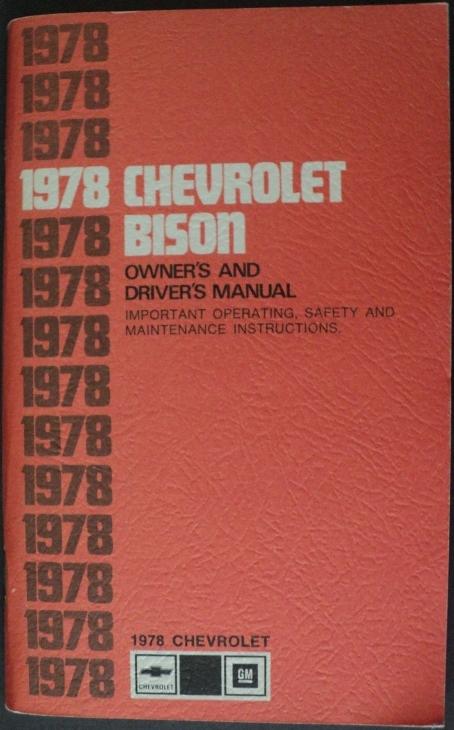 1978
1978
1978
1978 CHEVROLET
1978 BISON
1978 OWNER'S AND
DRIVER'S MANUAL
1978 IMPORTANT OPERATING, SAFETY AND
MAINTENANCE INSTRUCTIONS.
1978
1978
1978
1978
1978
1978
1978 1978 CHEVROLET
1978 CHEVROLET GM